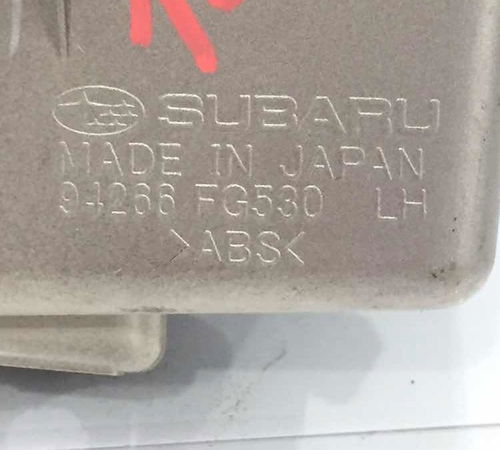 SUBARU
MADE IN JAPAN
94266 FG530 LH
>ABS<